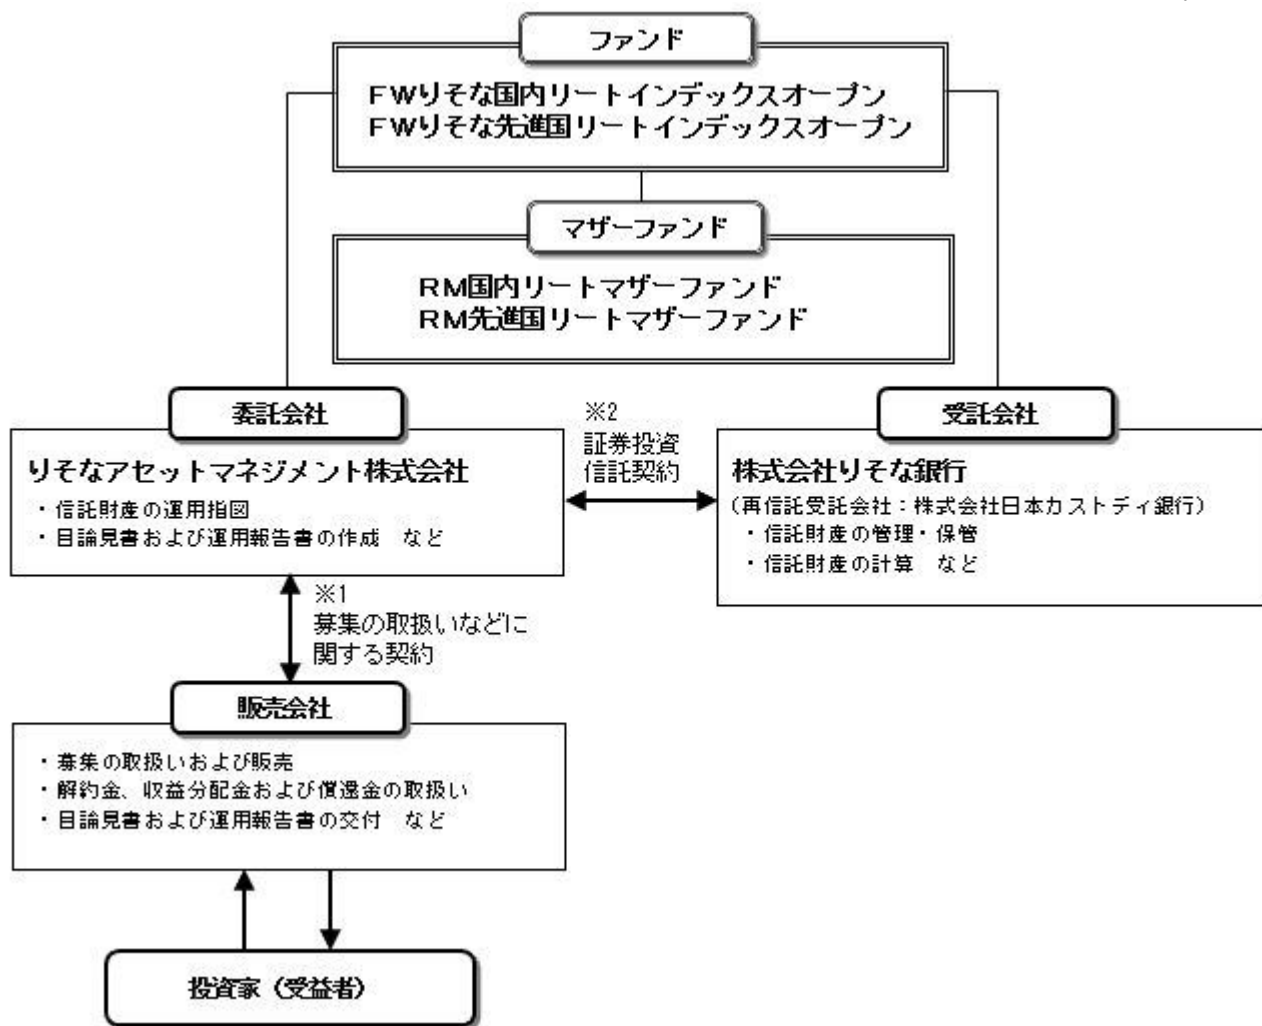 ファンド
FWりそな国内リートインデックスオープン
FWりそな先進国リートインデックスオープン
マザーファンド
RM国内リートマザーファンド
RM先進国リートマザーファンド
委託会社
りそなアセットマネジメント株式会社
・信託財産の運用指図
・目論見書および運用報告書の作成　など
※2
証券投資
信託契約
受託会社
株式会社りそな銀行
(再信託受託会社：株式会社日本カストディ銀行)
・信託財産の管理・保管
・信託財産の計算　など
※1
募集の取扱いなどに
関する契約
販売会社
・募集の取扱いおよび販売
・解約金、収益分配金および償還金の取扱い
・目論見書および運用報告書の交付　など
投資家（受益者）